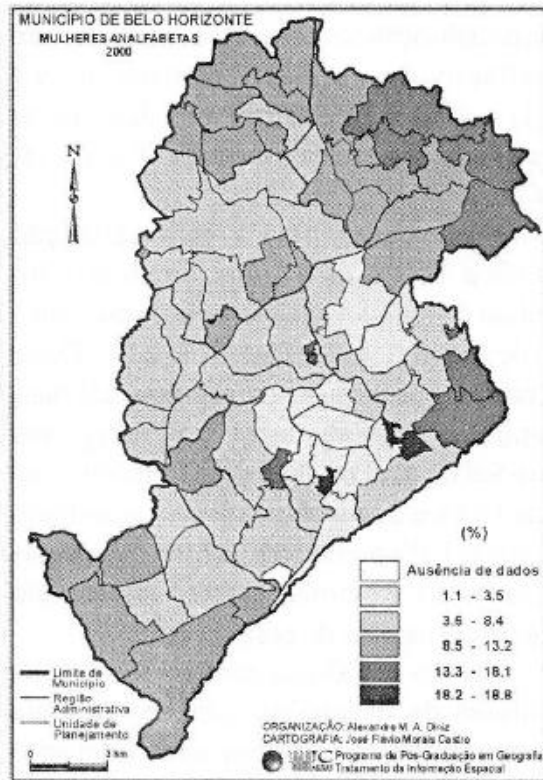 MUNICÍPIO DE BELO HORIZONTE
MULHERES ANALFABETAS
2000
N
(%)
Ausência de dados
1.1 - 3.5
3.6 - 8.4
8.5 - 13.2
13.3 - 18.1
18.2 - 18.8
Limite de
Município
Região
Administrativa
Unidade de
Planejamento
0
ORGANIZAÇÃO: Alexandre M. A. Diniz
CARTOGRAFIA: José Flávio Morais Castro
Programa de Pós-Graduação em Geografia
Tratamento da Informação Espacial